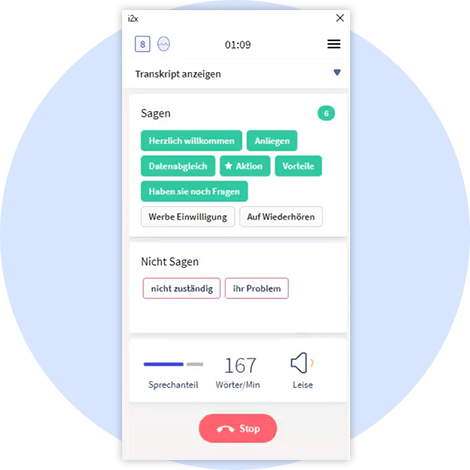 i2x
8 01:09
Transkript anzeigen
Sagen 6
Herzlich willkommen Anliegen
Datenabgleich Aktion Vorteile
Haben sie noch Fragen
Werbe Einwilligung Auf Wiederhören
Nicht Sagen
nicht zuständig ihr Problem
167
Sprechanteil Wörter/Min Leise
Stop